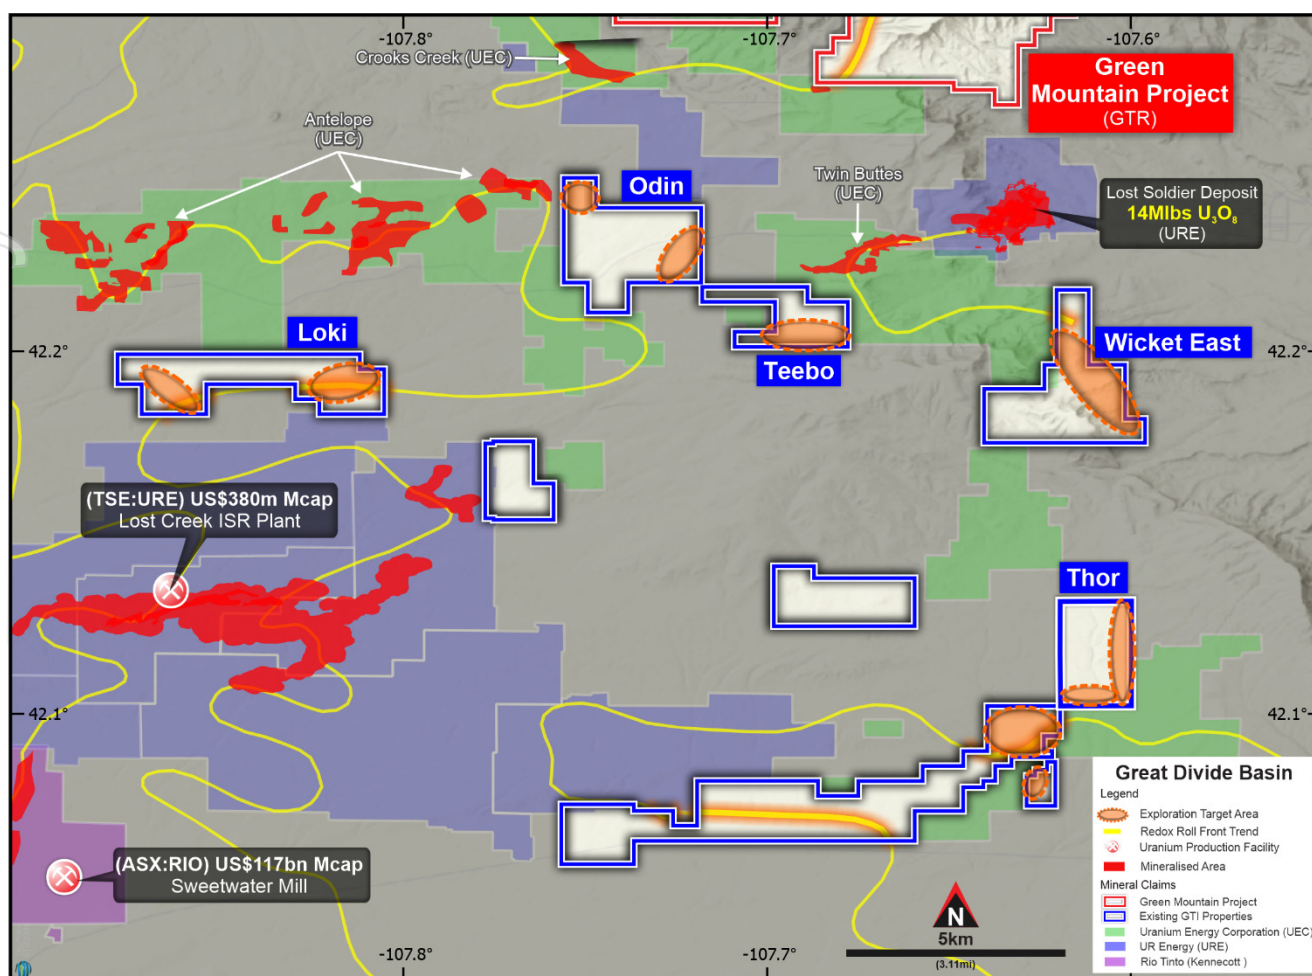 -107.8°
-107.7°
-107.6°
Crooks Creek (UEC)
Green
Mountain Project
(GTR)
Antelope
(UEC)
Odin
Twin Buttes
(UEC)
Lost Soldier Deposit
14Mlbs U₃O₈
(URE)
Loki
42.2°
Teebo
Wicket East
42.2°
(TSE:URE) US$380m Mcap
Lost Creek ISR Plant
Thor
42.1°
42.1°
(ASX:RIO) US$117bn Mcap
Sweetwater Mill
N
5km
(3.11mi)
-107.8°
-107.7°
Great Divide Basin
Legend
Exploration Target Area
Redox Roll Front Trend
Uranium Production Facility
Mineralised Area
Mineral Claims
Green Mountain Project
Existing GTI Properties
Uranium Energy Corporation (UEC)
UR Energy (URE)
Rio Tinto (Kennecott )